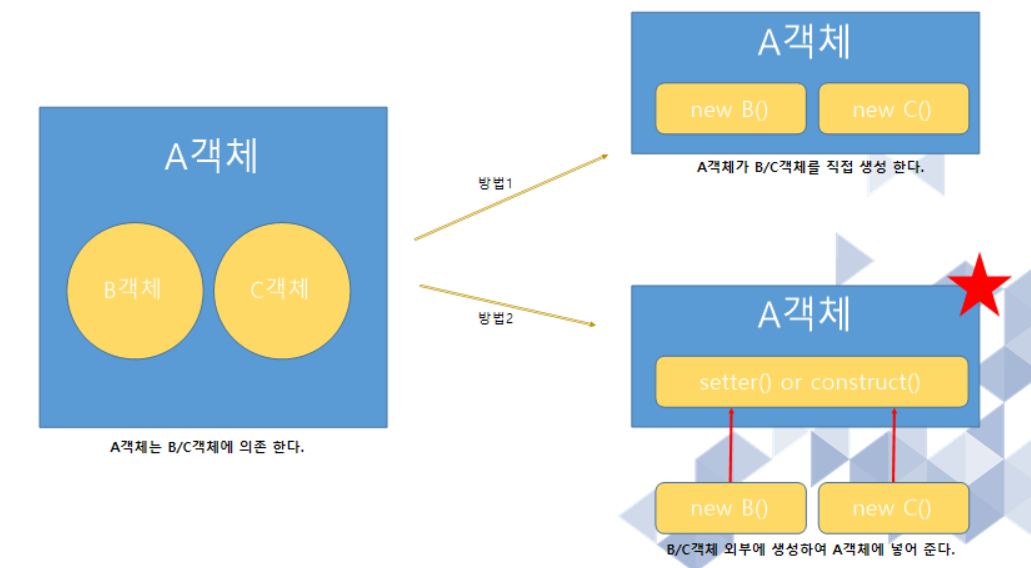 A객체
B객체
C객체
A객체는 B/C객체에 의존 한다.
방법1
A객체
new B()
new C()
A객체가 B/C객체를 직접 생성 한다.
방법2
A객체
setter() or construct()
new B()
new C()
B/C객체 외부에 생성하여 A객체에 넣어 준다.